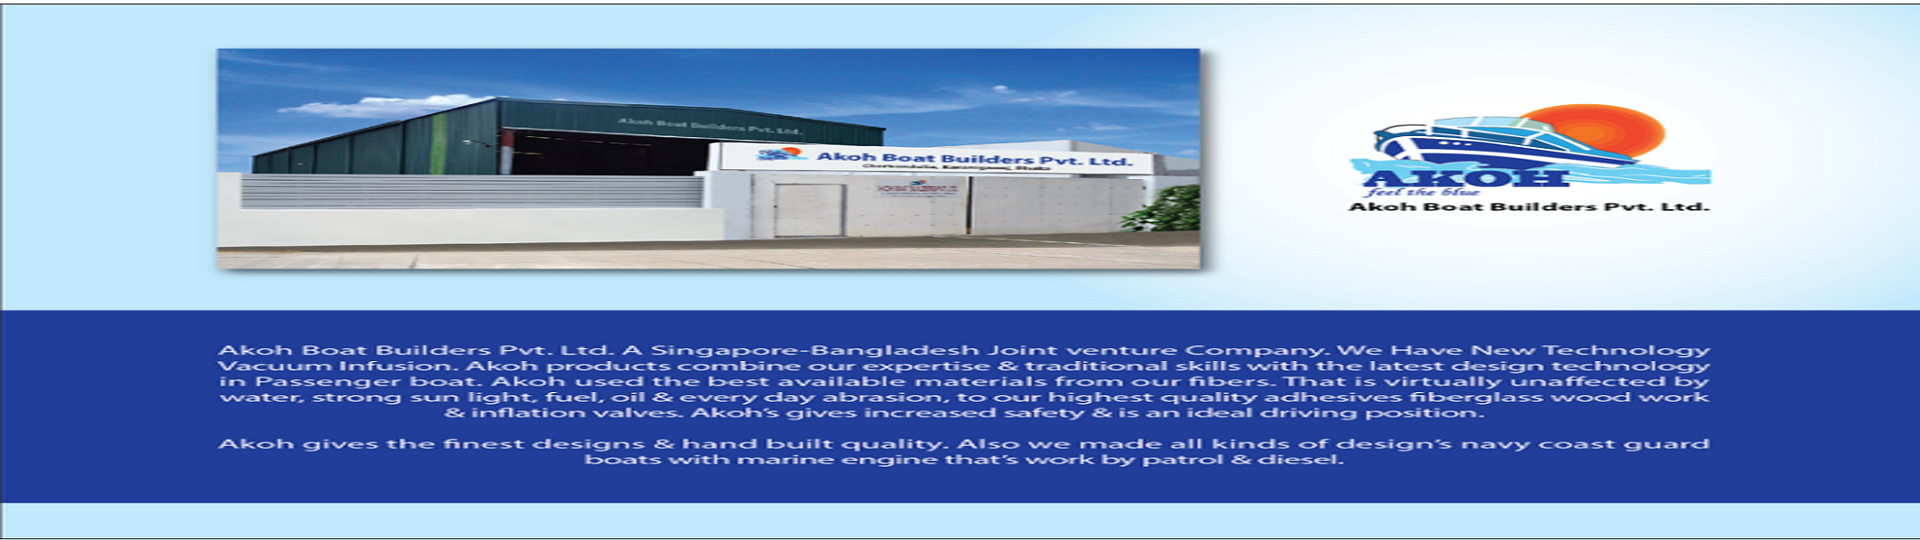 Akoh Boat Builders Pvt. Ltd.
Akoh Boat Builders Pvt. Ltd.
AKOH
feel the blue
Akoh Boat Builders Pvt. Ltd.
Akoh Boat Builders Pvt. Ltd. A Singapore-Bangladesh Joint venture Company. We Have New Technology
Vacuum Infusion. Akoh products combine our expertise & traditional skills with the latest design technology
in Passenger boat. Akoh used the best available materials from our fibers. That is virtually unaffected by
water, strong sun light, fuel, oil & every day abrasion, to our highest quality adhesives fiberglass wood work
& inflation valves. Akoh's gives increased safety & is an ideal driving position.
Akoh gives the finest designs & hand built quality. Also we made all kinds of design's navy coast guard
boats with marine engine that's work by patrol & diesel.